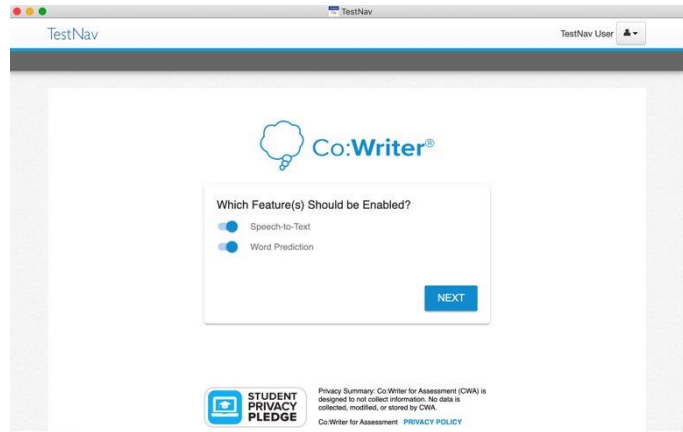 TestNav
TestNav
TestNav User
Co:Writer®
Which Feature(s) Should be Enabled?
Speech-to-Text
Word Prediction
NEXT
STUDENT
PRIVACY
PLEDGE
Privacy Summary: Co:Writer for Assessment (CWA) is
designed to not collect information. No data is
collected, modified, or stored by CWA.
Co:Writer for Assessment PRIVACY POLICY